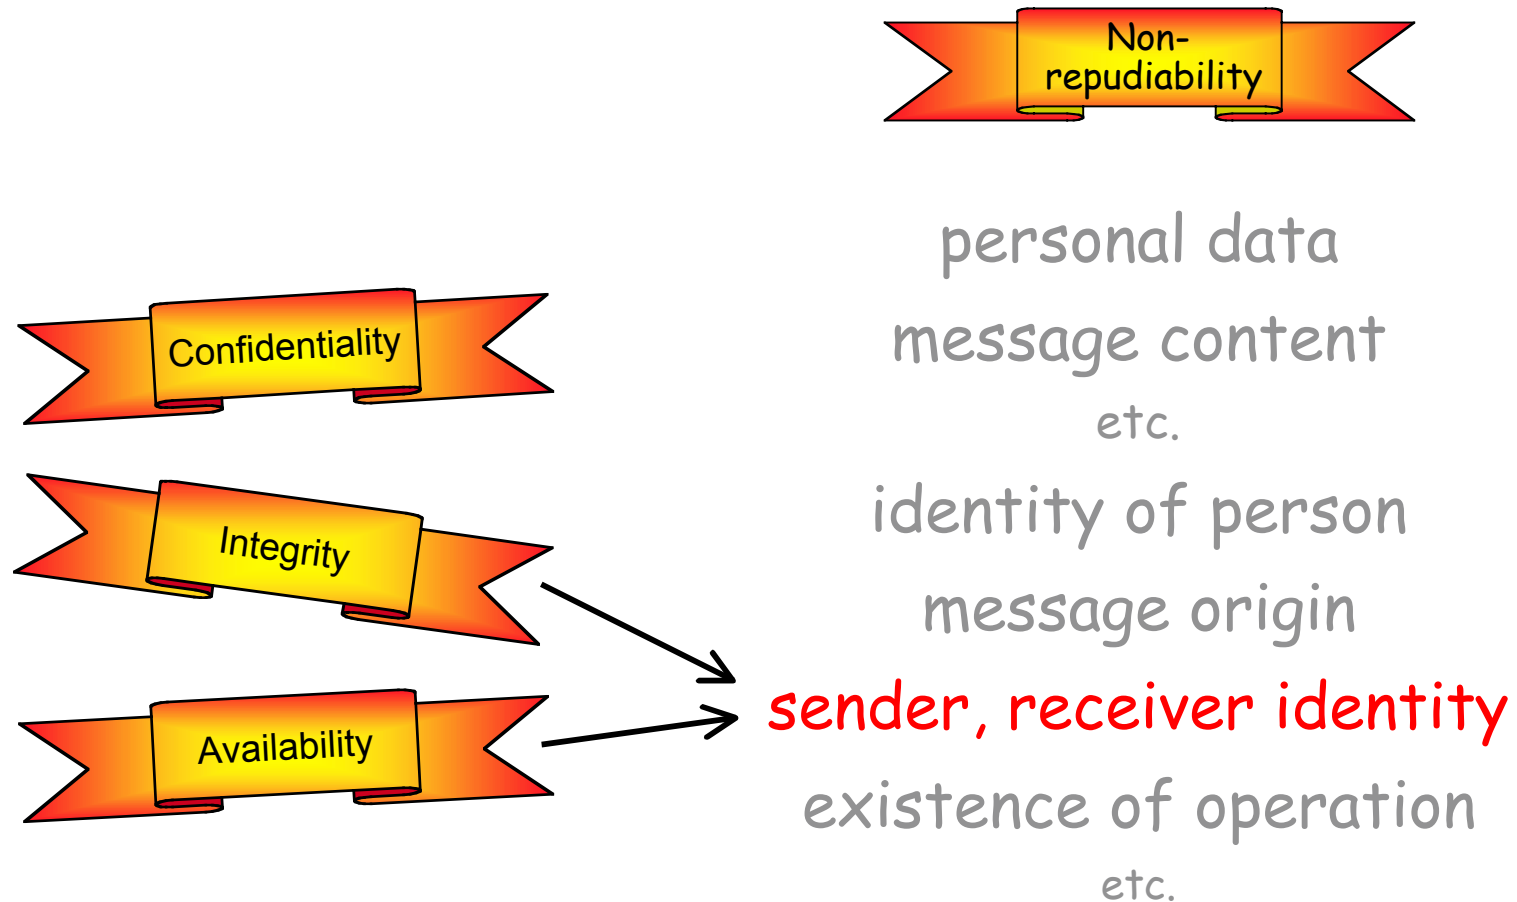 Non-
repudiability
personal data
message content
etc.
identity of person
message origin
sender, receiver identity
existence of operation
etc.
Confidentiality
Integrity
Availability